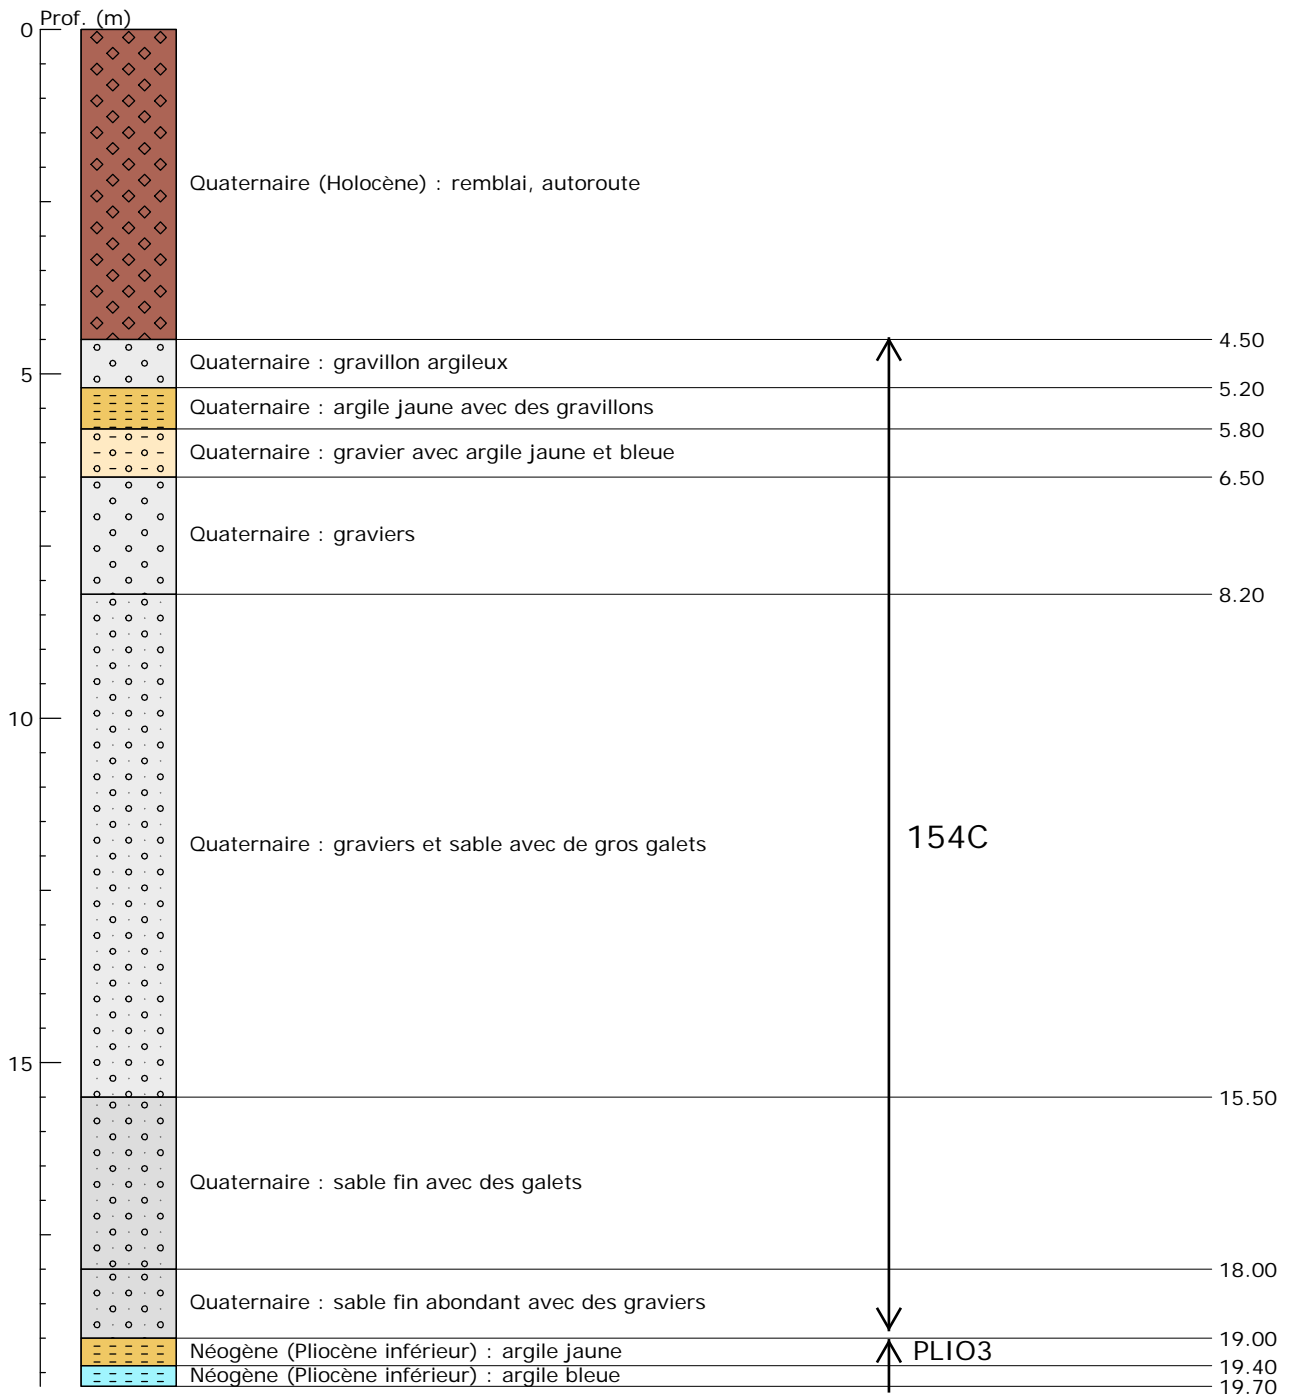 Prof. (m)
0
Quaternaire (Holocène) : remblai, autoroute
4.50
Quaternaire : gravillon argileux
5
5.20
Quaternaire : argile jaune avec des gravillons
5.80
Quaternaire : gravier avec argile jaune et bleue
6.50
Quaternaire : graviers
8.20
10
154C
Quaternaire : graviers et sable avec de gros galets
15
15.50
Quaternaire : sable fin avec des galets
18.00
Quaternaire : sable fin abondant avec des graviers
19.00
Néogène (Pliocène inférieur) : argile jaune
PLIO3
19.40
Néogène (Pliocène inférieur) : argile bleue
19.70